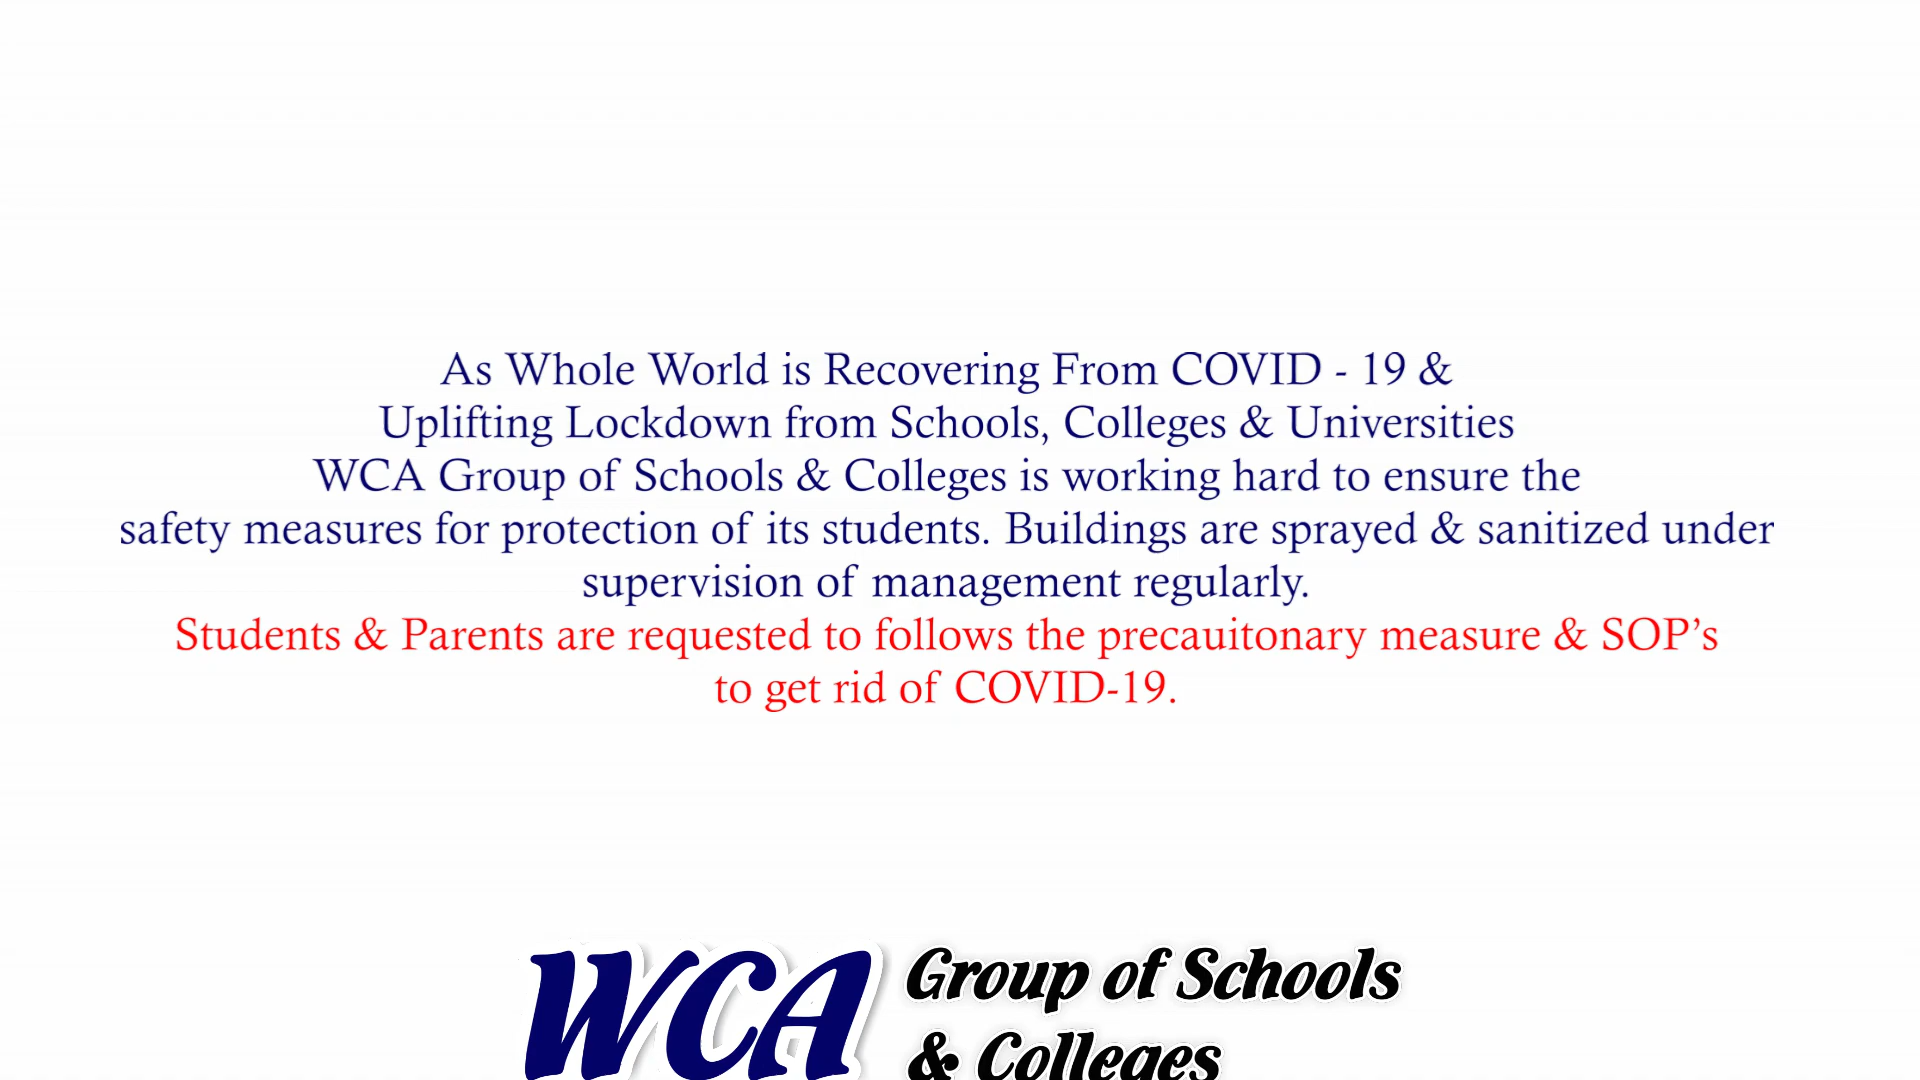 As Whole World is Recovering From COVID - 19 &
Uplifting Lockdown from Schools, Colleges & Universities
WCA Group of Schools & Colleges is working hard to ensure the
safety measures for protection of its students. Buildings are sprayed & sanitized under
supervision of management regularly.
Students & Parents are requested to follows the precauitonary measure & SOP’s
to get rid of COVID-19.
WCA Group of Schools
& Colleges